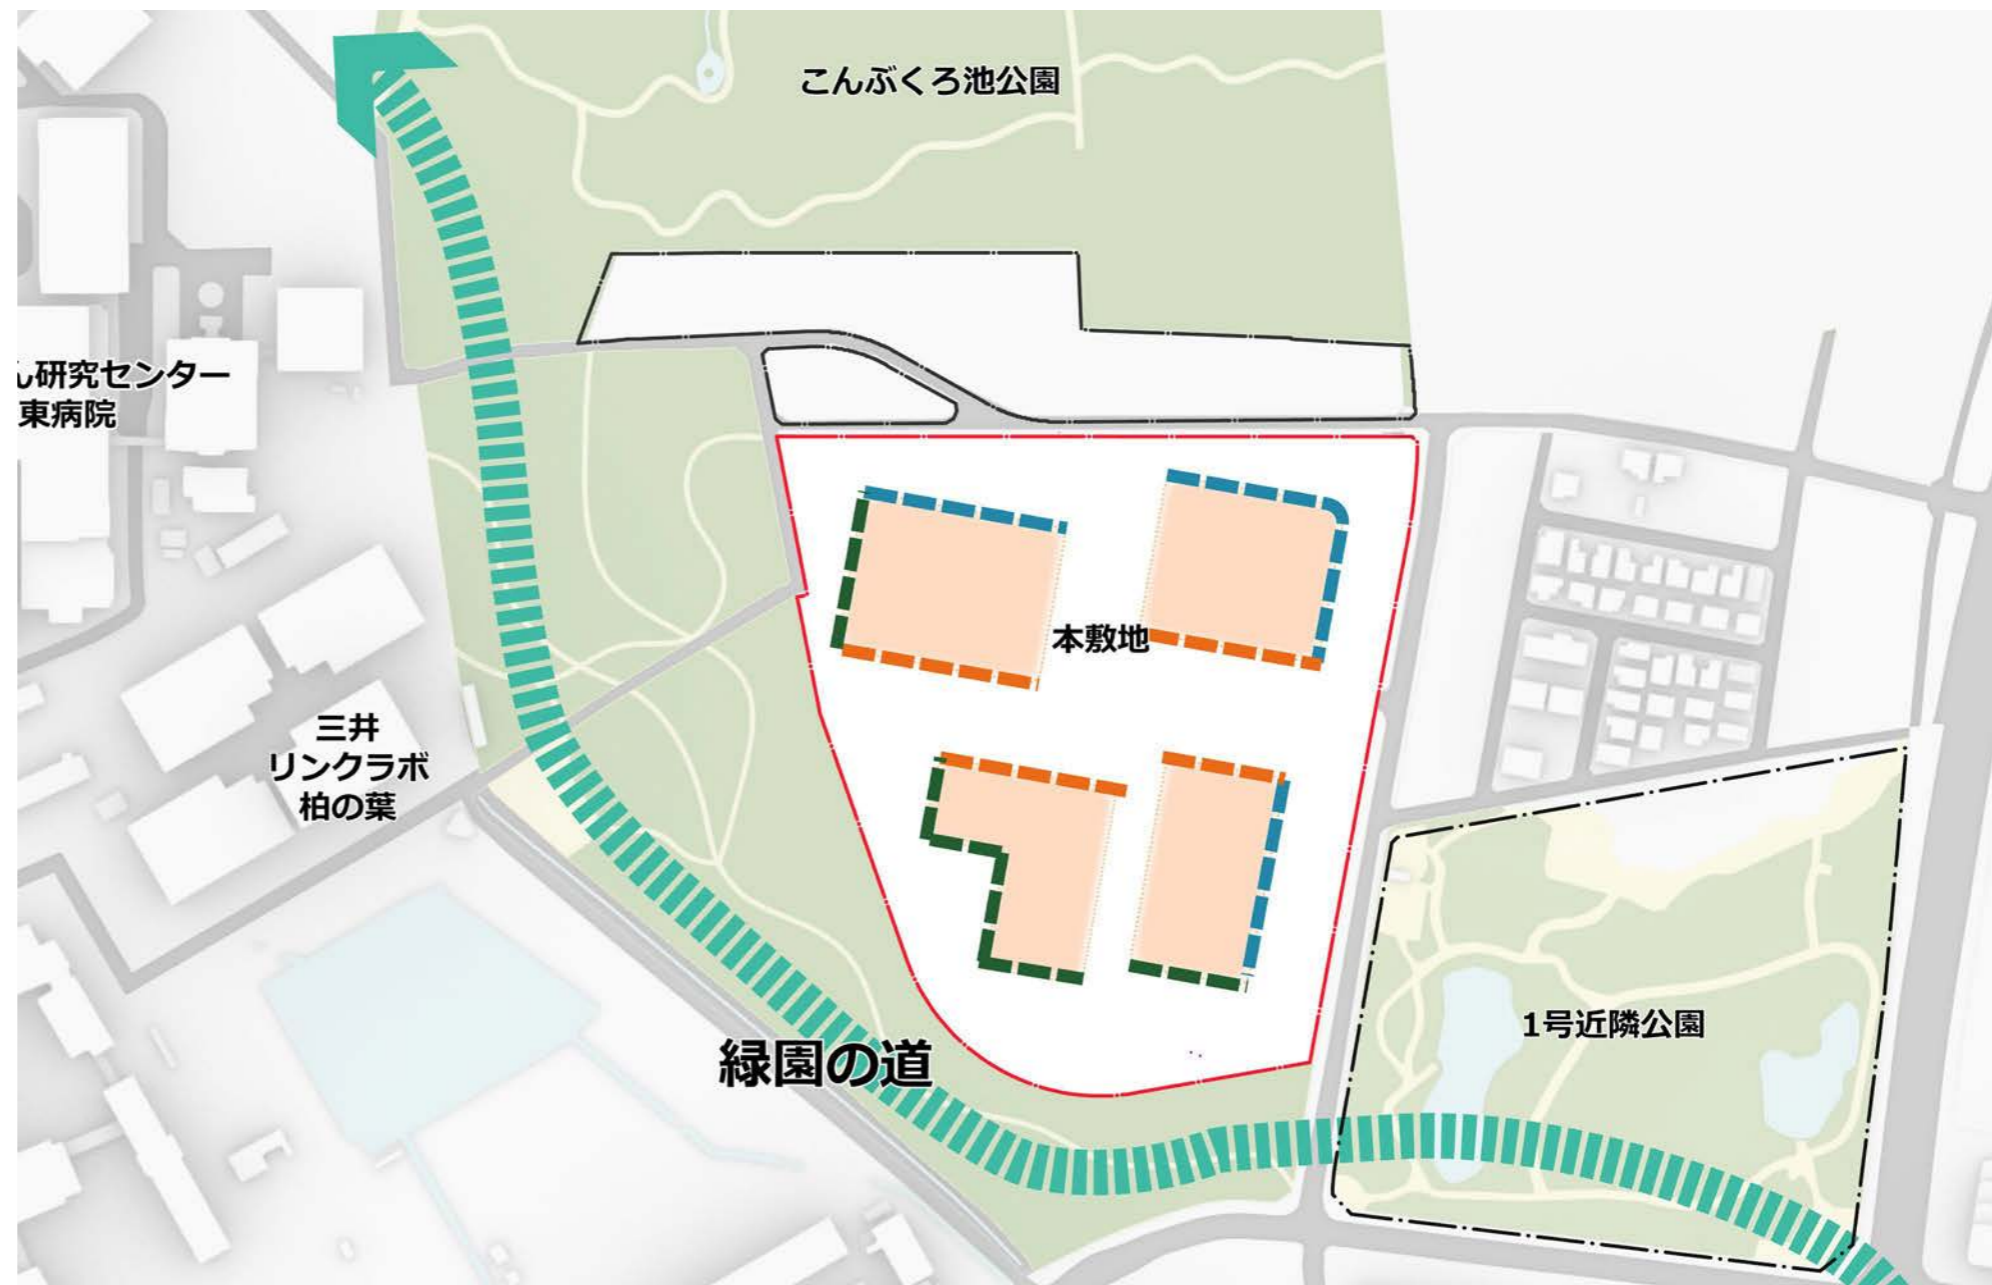 こんぶくろ池公園
ん研究センター
東病院
本敷地
三井
リンクラボ
柏の葉
1号近隣公園
緑園の道